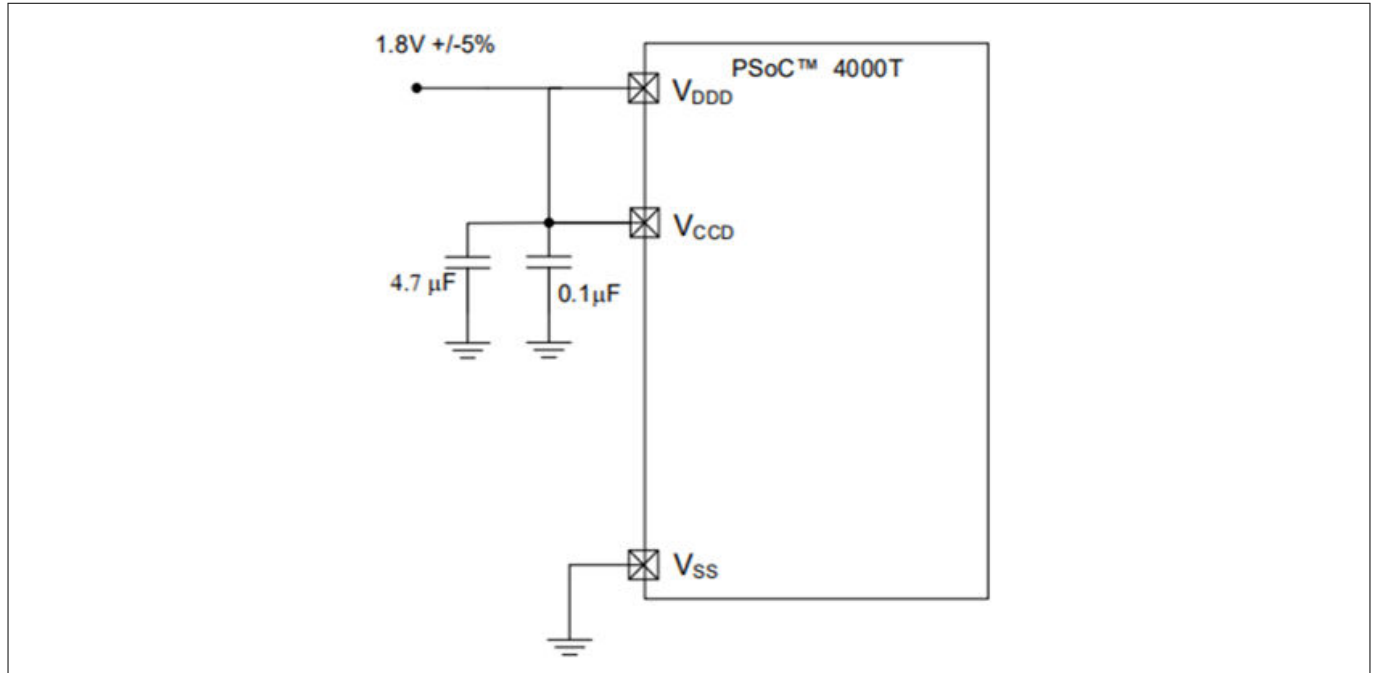 1.8V +/-5%
PSoC™ 4000T
VDDD
VCCD
4.7 μF
0.1μF
VSS